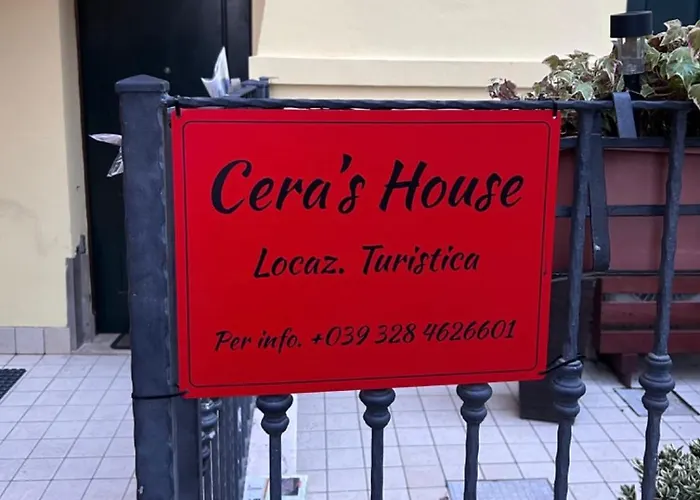 Cera's House
Locaz. Turistica
Per info. +039 328 4626601